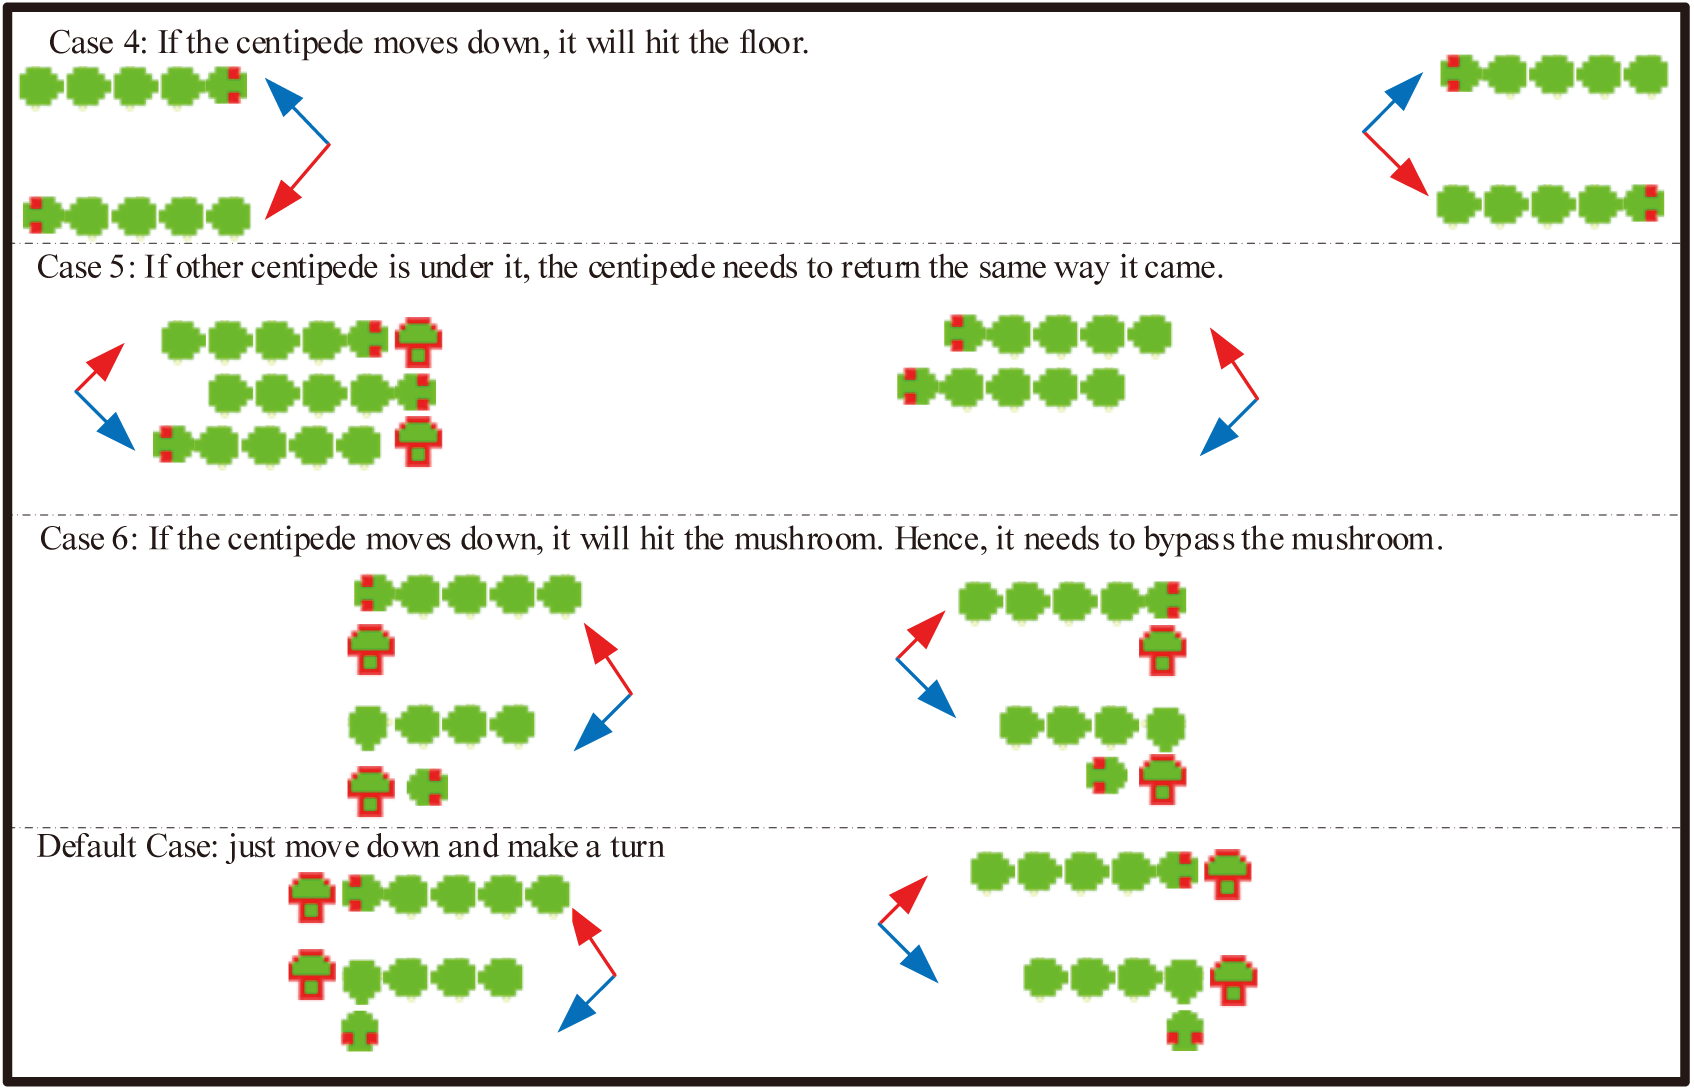 Case 4: If the centipede moves down, it will hit the floor.
Case 5: If other centipede is under it, the centipede needs to return the same way it came.
Case 6: If the centipede moves down, it will hit the mushroom. Hence, it needs to bypass the mushroom.
Default Case: just move down and make a turn